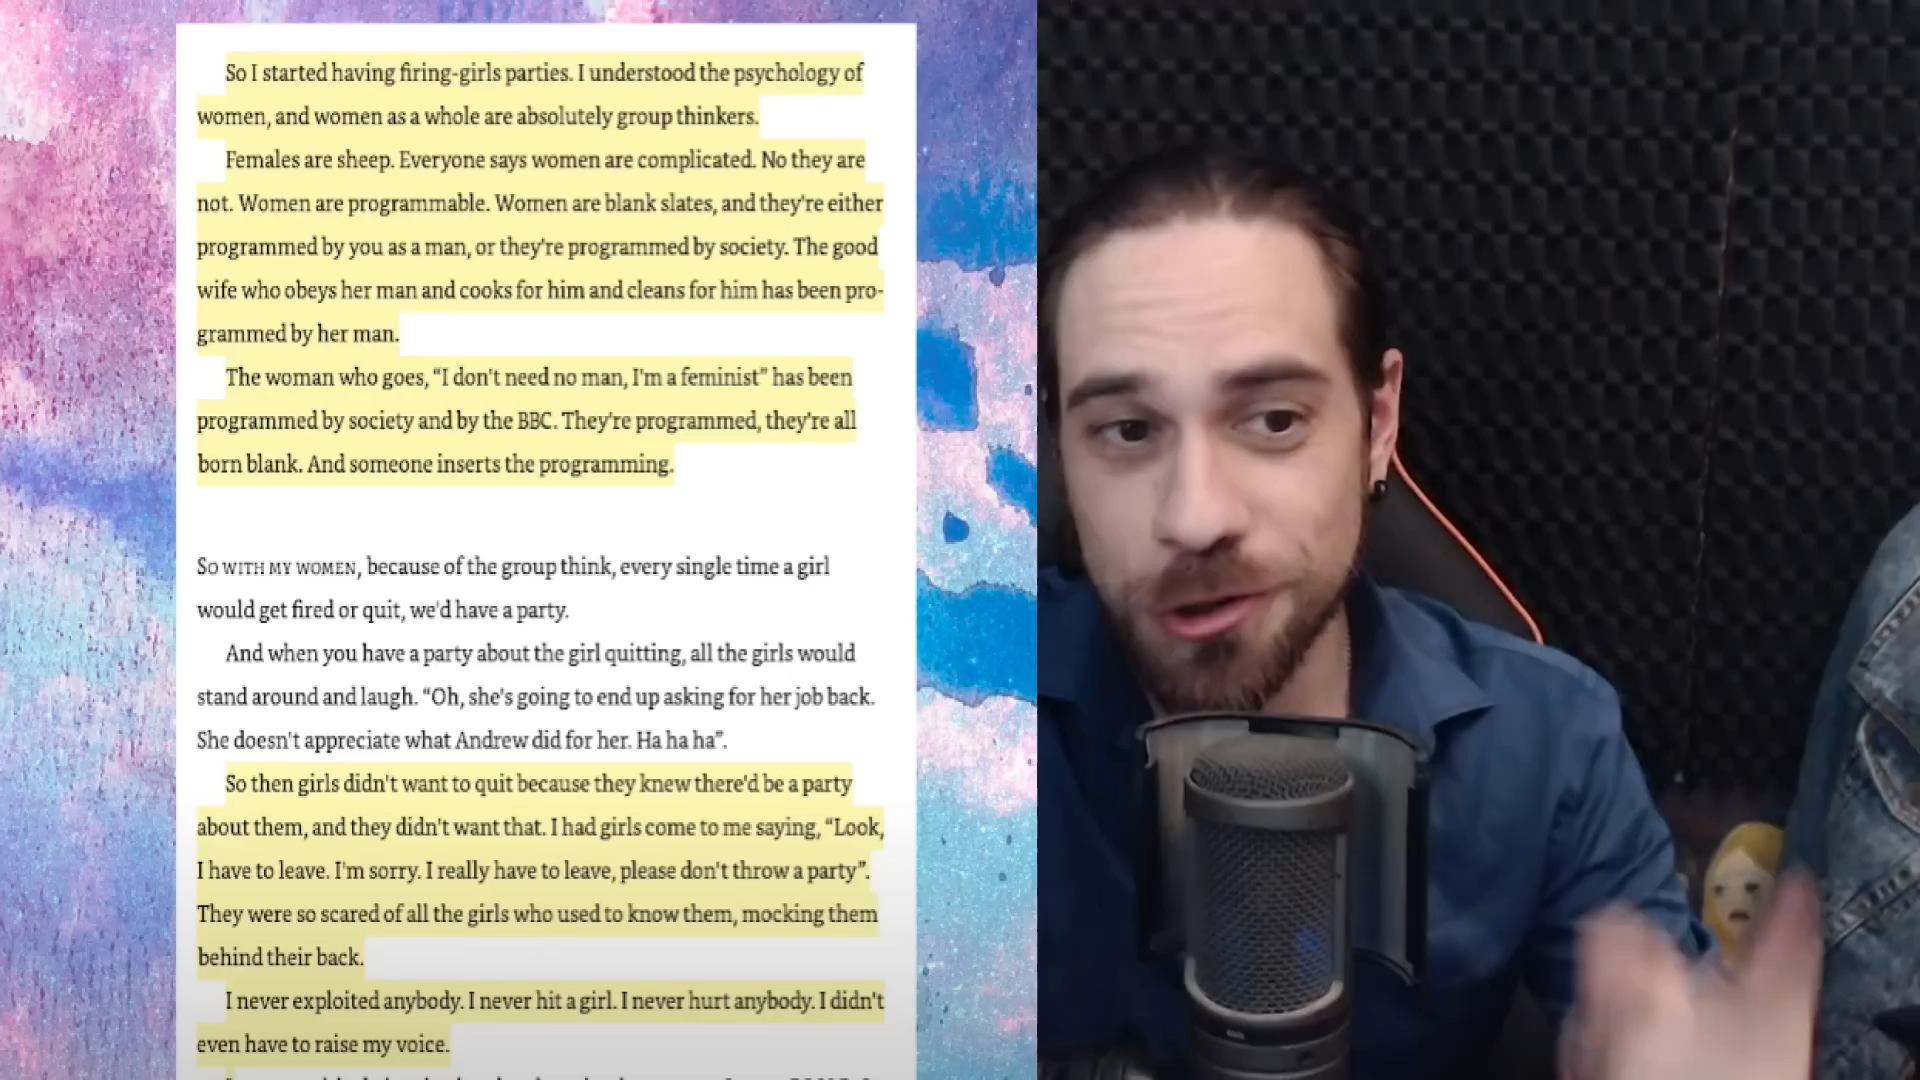 So I started having firing-girls parties. I understood the psychology of
women, and women as a whole are absolutely group thinkers.
Females are sheep. Everyone says women are complicated. No they are
not. Women are programmable. Women are blank slates, and they're either
programmed by you as a man, or they're programmed by society. The good
wife who obeys her man and cooks for him and cleans for him has been pro-
grammed by her man.
The woman who goes, “I don't need no man, I'm a feminist” has been
programmed by society and by the BBC. They're programmed, they're all
born blank. And someone inserts the programming.
So WITH MY WOMEN, because of the group think, every single time a girl
would get fired or quit, we'd have a party.
And when you have a party about the girl quitting, all the girls would
stand around and laugh. “Oh, she's going to end up asking for her job back.
She doesn't appreciate what Andrew did for her. Ha ha ha”.
So then girls didn't want to quit because they knew there'd be a party
about them, and they didn't want that. I had girls come to me saying, “Look,
I have to leave. I'm sorry. I really have to leave, please don't throw a party”.
They were so scared of all the girls who used to know them, mocking them
behind their back.
I never exploited anybody. I never hit a girl. I never hurt anybody. I didn't
even have to raise my voice.